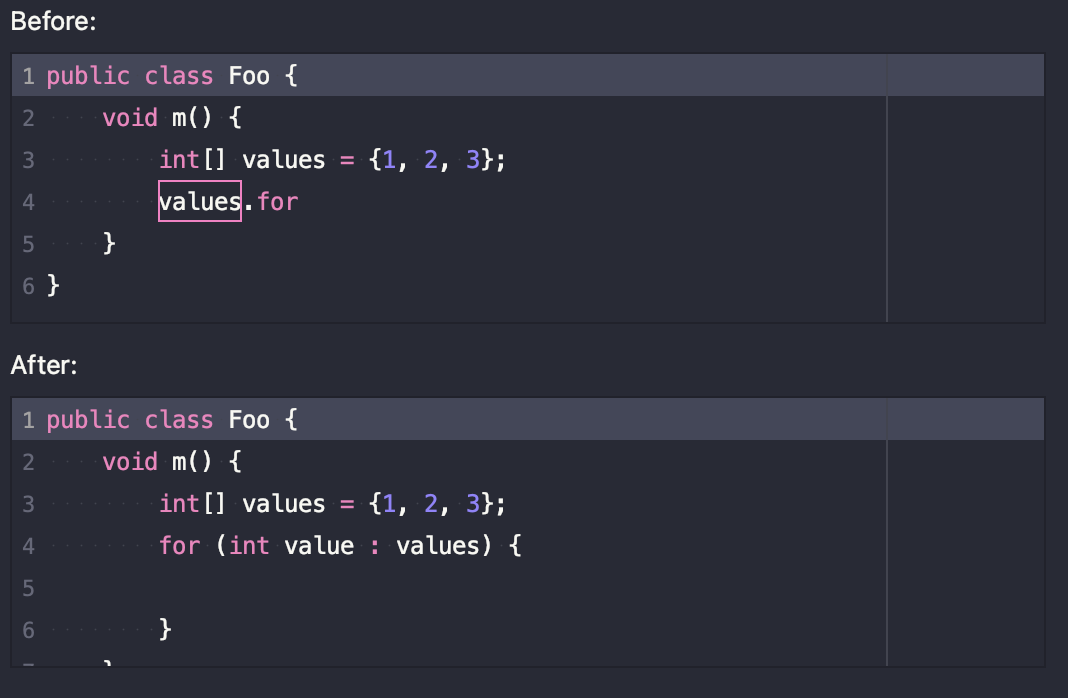 Before:
1 public class Foo {
2     void m() {
3         int[] values = {1, 2, 3};
4         values.for
5     }
6 }
After:
1 public class Foo {
2     void m() {
3         int[] values = {1, 2, 3};
4         for (int value : values) {
5
6         }